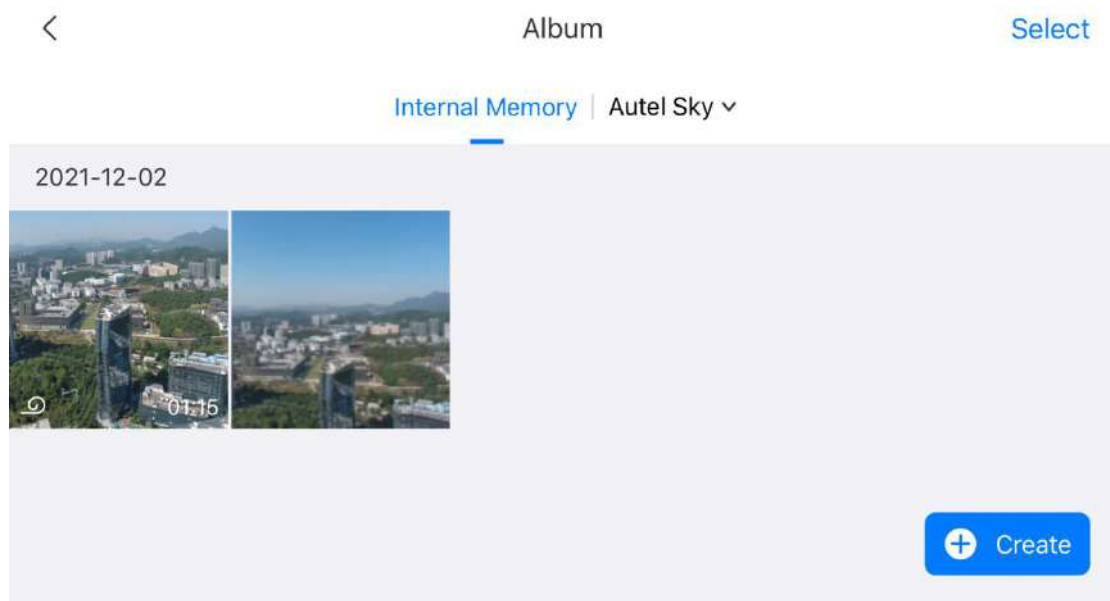 Album
Select
Internal Memory | Autel Sky
2021-12-02
01:15
Create